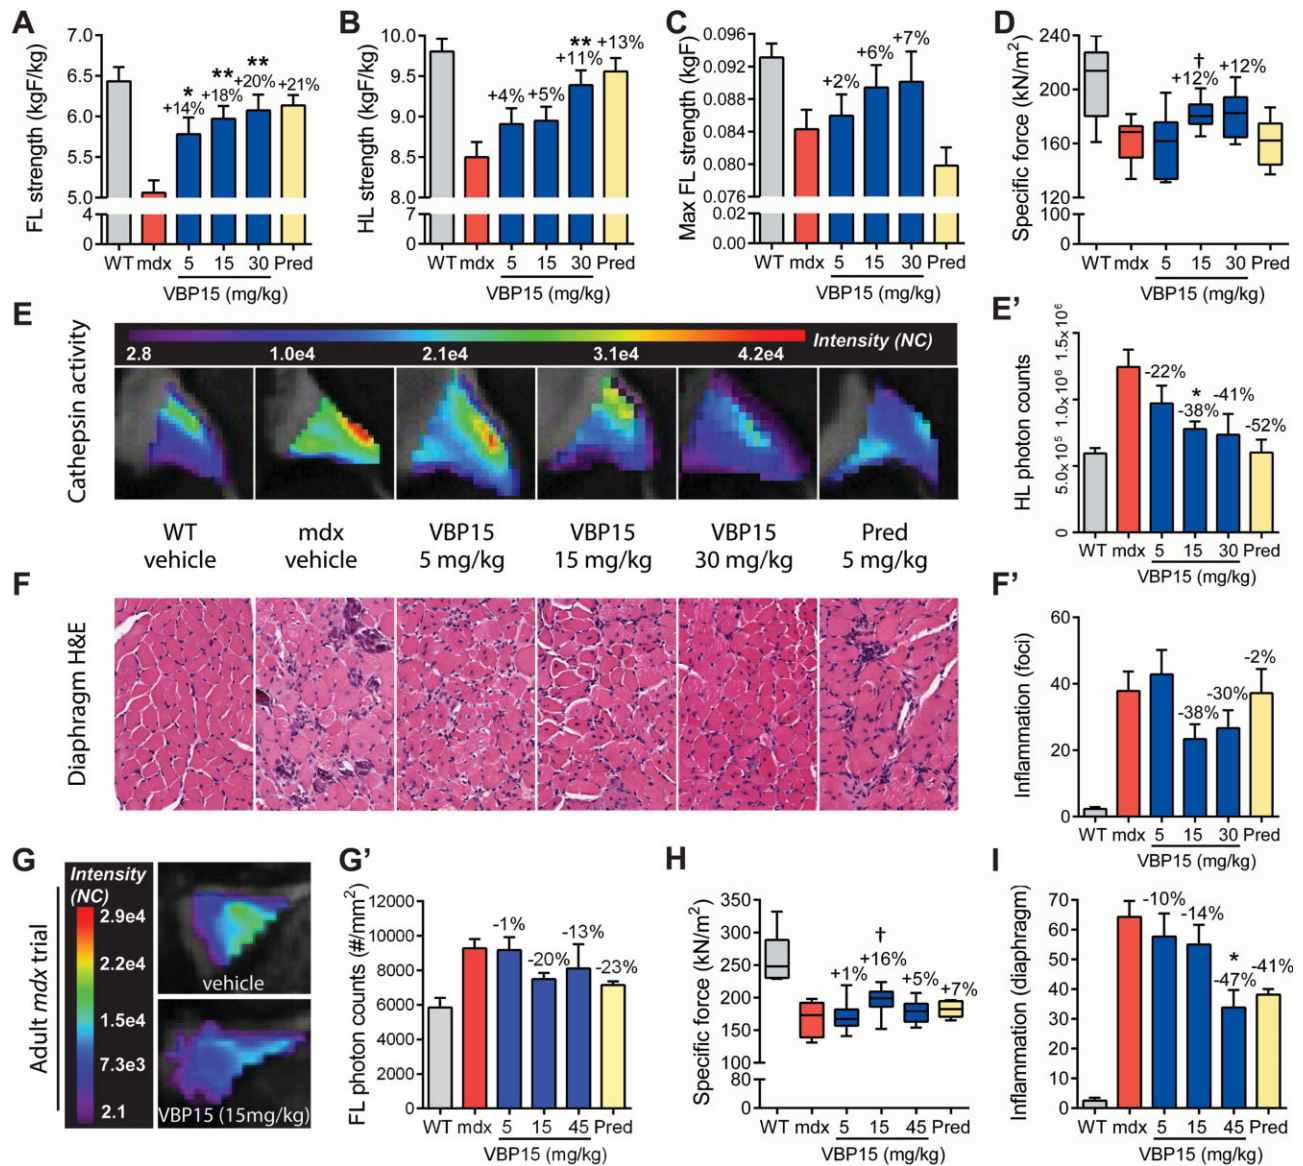 A
FL strength (kgF/kg)
7.0
6.5
6.0
5.5
5.0
4
0
*
+14%
**
+18%
**
+20%
+21%
WT mdx 5 15 30 Pred
VBP15 (mg/kg)
B
HL strength (kgF/kg)
10.0
9.5
9.0
8.5
8.0
7
0
+4%
+5%
**
+11%
+13%
WT mdx 5 15 30 Pred
VBP15 (mg/kg)
C
Max FL strength (kgF)
0.096
0.092
0.088
0.084
0.080
0.076
0.02
0.00
+2%
+6%
+7%
WT mdx 5 15 30 Pred
VBP15 (mg/kg)
D
Specific force (kN/m²)
240
200
160
120
100
0
†
+12%
+12%
WT mdx 5 15 30 Pred
VBP15 (mg/kg)
E
Cathepsin activity
2.8 1.0e4 2.1e4 3.1e4 4.2e4
Intensity (NC)
WT
vehicle
mdx
vehicle
VBP15
5 mg/kg
VBP15
15 mg/kg
VBP15
30 mg/kg
Pred
5 mg/kg
E'
HL photon counts
1.5×10⁶
1.0×10⁶
5.0×10⁵
0
-22%
*
-38%
-41%
-52%
WT mdx 5 15 30 Pred
VBP15 (mg/kg)
F
Diaphragm H&E
F'
Inflammation (foci)
60
40
20
0
-38%
-30%
-2%
WT mdx 5 15 30 Pred
VBP15 (mg/kg)
G
Adult mdx trial
Intensity
(NC)
2.9e4
2.2e4
1.5e4
7.3e3
2.1
vehicle
VBP15 (15mg/kg)
G'
FL photon counts (#/mm²)
12000
10000
8000
6000
4000
2000
0
-1%
-20%
-13%
-23%
WT mdx 5 15 45 Pred
VBP15 (mg/kg)
H
Specific force (kN/m²)
350
300
250
200
150
100
80
0
+1%
†
+16%
+5%
+7%
WT mdx 5 15 45 Pred
VBP15 (mg/kg)
I
Inflammation (diaphragm)
70
60
50
40
30
20
10
0
-10%
-14%
*
-47%
-41%
WT mdx 5 15 45 Pred
VBP15 (mg/kg)